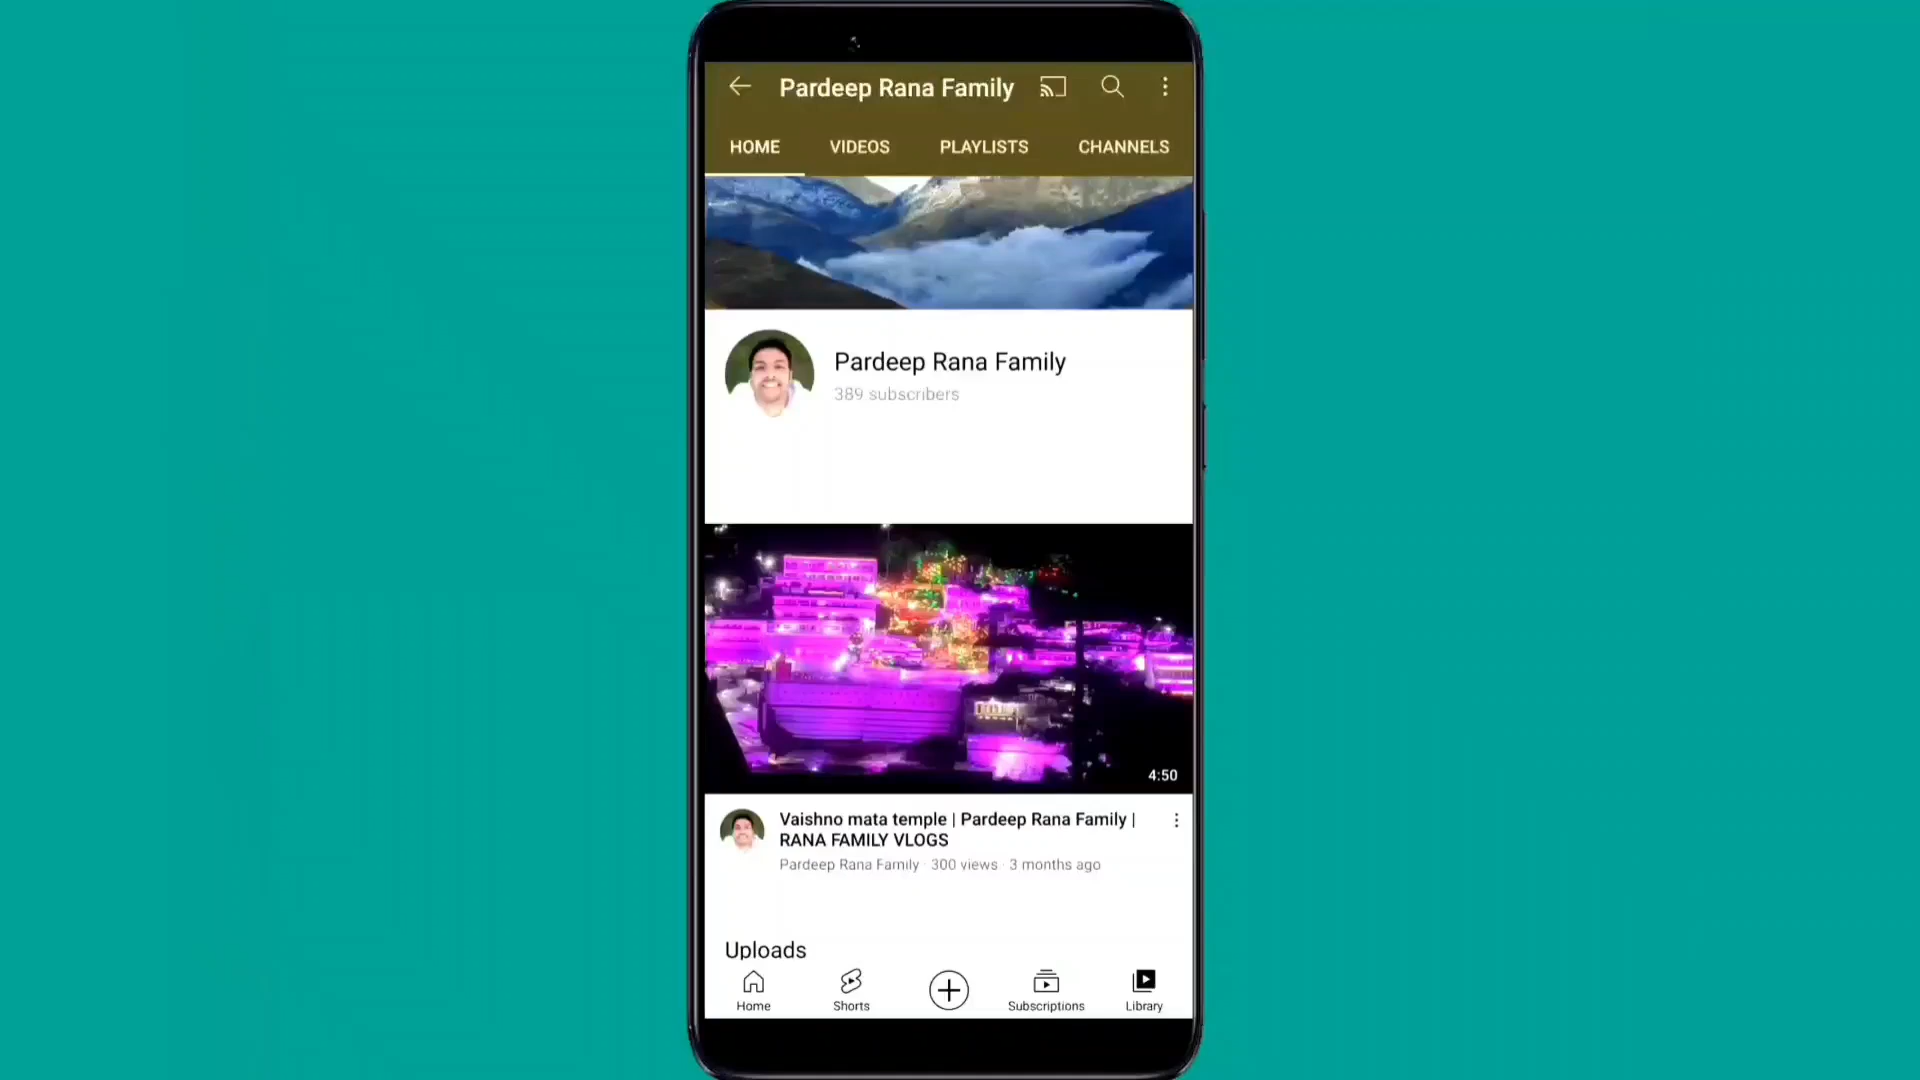 Pardeep Rana Family
HOME VIDEOS PLAYLISTS CHANNELS
Pardeep Rana Family
389 subscribers
4:50
Vaishno mata temple | Pardeep Rana Family |
RANA FAMILY VLOGS
Pardeep Rana Family · 300 views · 3 months ago
Uploads
Home Shorts Subscriptions Library